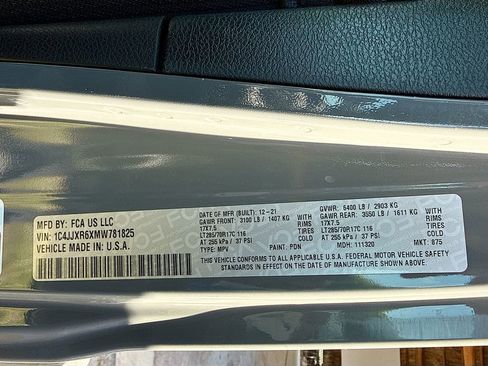 MFD BY: FCA US LLC
VIN: 1C4JJXR6XMW781825
VEHICLE MADE IN U.S.A.
DATE OF MFR (BUILT): 12-21 GVWR: 6400 LB / 2903 KG
GAWR FRONT: 3100 LB / 1407 KG WITH GAWR REAR: 3550 LB / 1611 KG WITH
17X7.5 RIMS 17X7.5 RIMS
LT285/70R17C 116 TIRES LT285/70R17C 116 TIRES
AT 255 kPa / 37 PSI COLD AT 255 kPa / 37 PSI COLD
TYPE: MPV PAINT: PDN MDH: 111320 MKT: 875
THIS VEHICLE CONFORMS TO ALL APPLICABLE U.S.A. FEDERAL MOTOR VEHICLE SAFETY
STANDARDS IN EFFECT ON THE DATE OF MANUFACTURE SHOWN ABOVE.